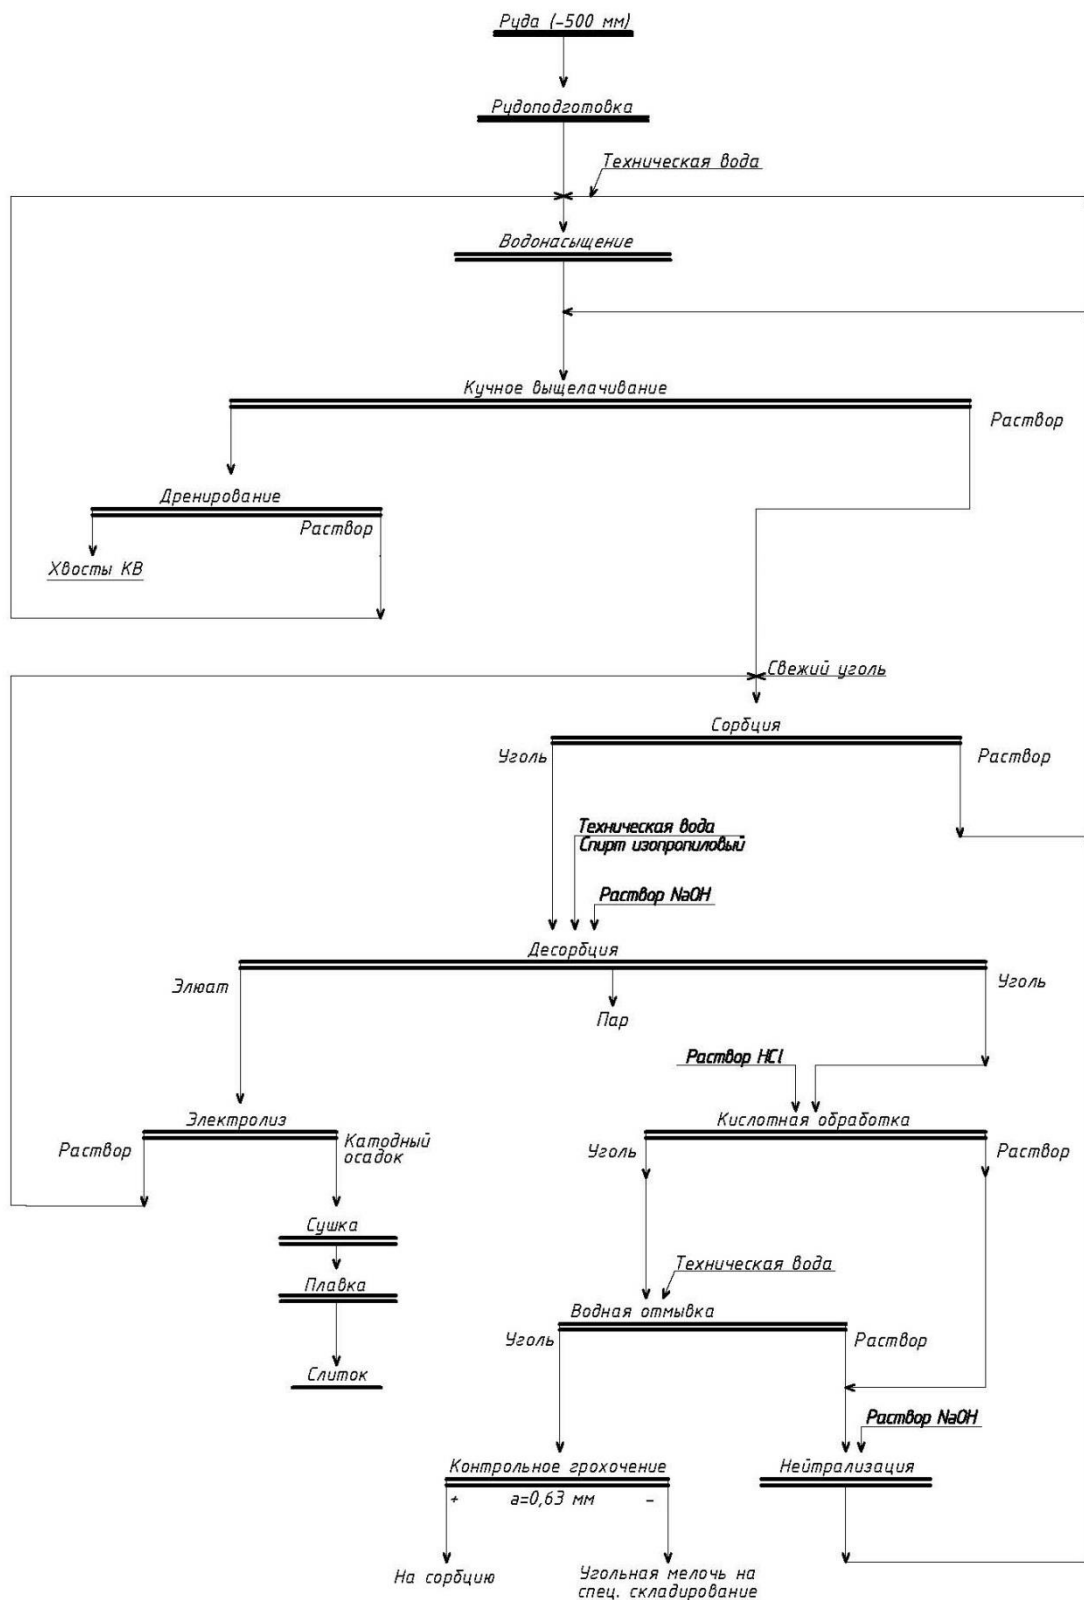 Руда (-500 мм)
Рудоподготовка
Техническая вода
Водонасыщение
Кучное выщелачивание
Раствор
Дренирование
Раствор
Хвосты КВ
Свежий уголь
Сорбция
Уголь
Раствор
Техническая вода
Спирт изопропиловый
Раствор NaOH
Десорбция
Элюат
Уголь
Пар
Раствор HCl
Электролиз
Кислотная обработка
Раствор
Катодный
осадок
Уголь
Раствор
Сушка
Техническая вода
Плавка
Водная отмывка
Уголь
Раствор
Слиток
Раствор NaOH
Контрольное грохочение
Нейтрализация
+ а=0,63 мм -
На сорбцию
Угольная мелочь на
спец. складирование